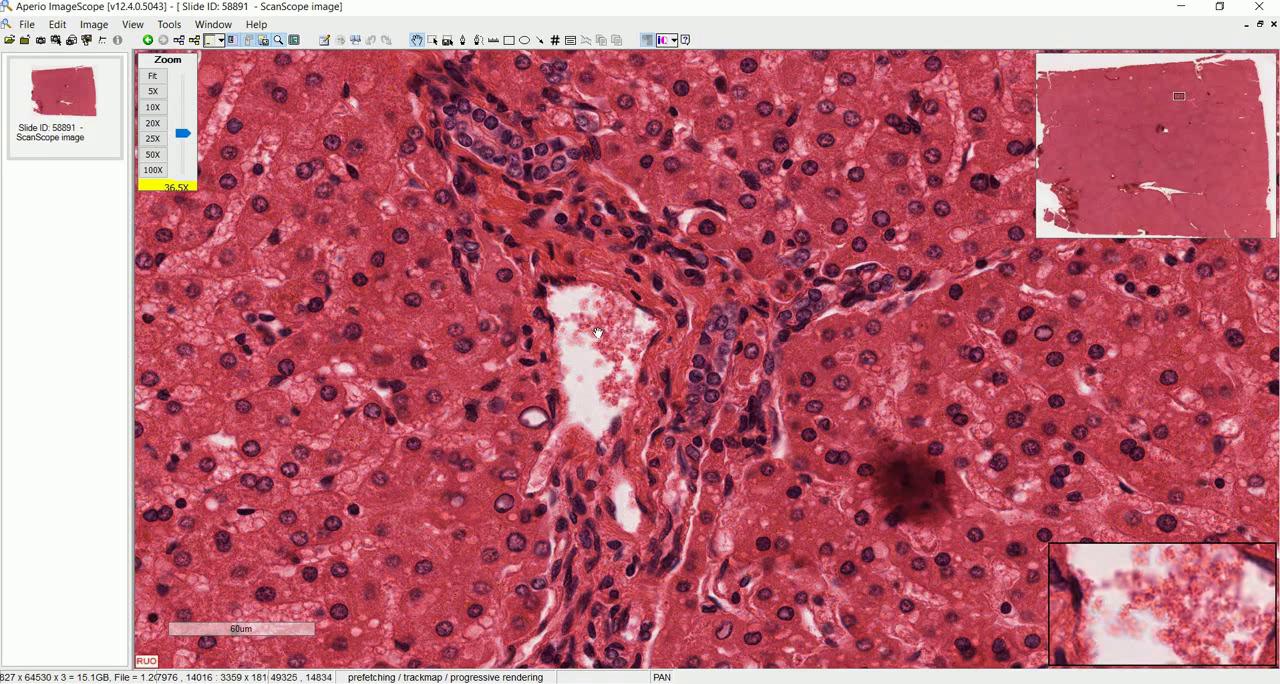 Aperio ImageScope [v12.4.0.5043] - [ Slide ID: 58891 - ScanScope image]
File Edit Image View Tools Window Help
Zoom
Fit
5X
10X
20X
25X
50X
100X
36.5X
Slide ID: 58891 -
ScanScope image
60um
RUO
827 x 64530 x 3 = 15.1GB, File = 1.2 7976 , 14016 : 3359 x 181 49325 , 14834 prefetching / trackmap / progressive rendering PAN